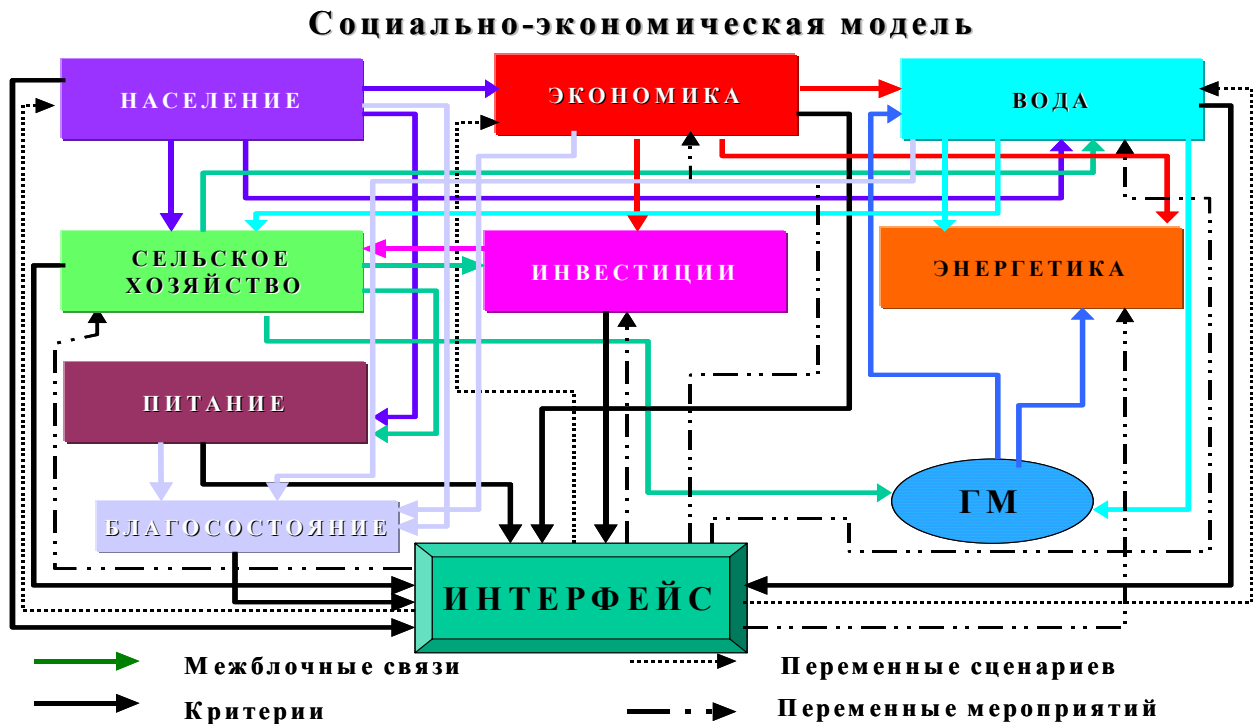 Социально-экономическая модель
НАСЕЛЕНИЕ
ЭКОНОМИКА
ВОДА
СЕЛЬСКОЕ
ХОЗЯЙСТВО
ИНВЕСТИЦИИ
ЭНЕРГЕТИКА
ПИТАНИЕ
ГМ
БЛАГОСОСТОЯНИЕ
ИНТЕРФЕЙС
Межблочные связи
Переменные сценариев
Критерии
Переменные мероприятий